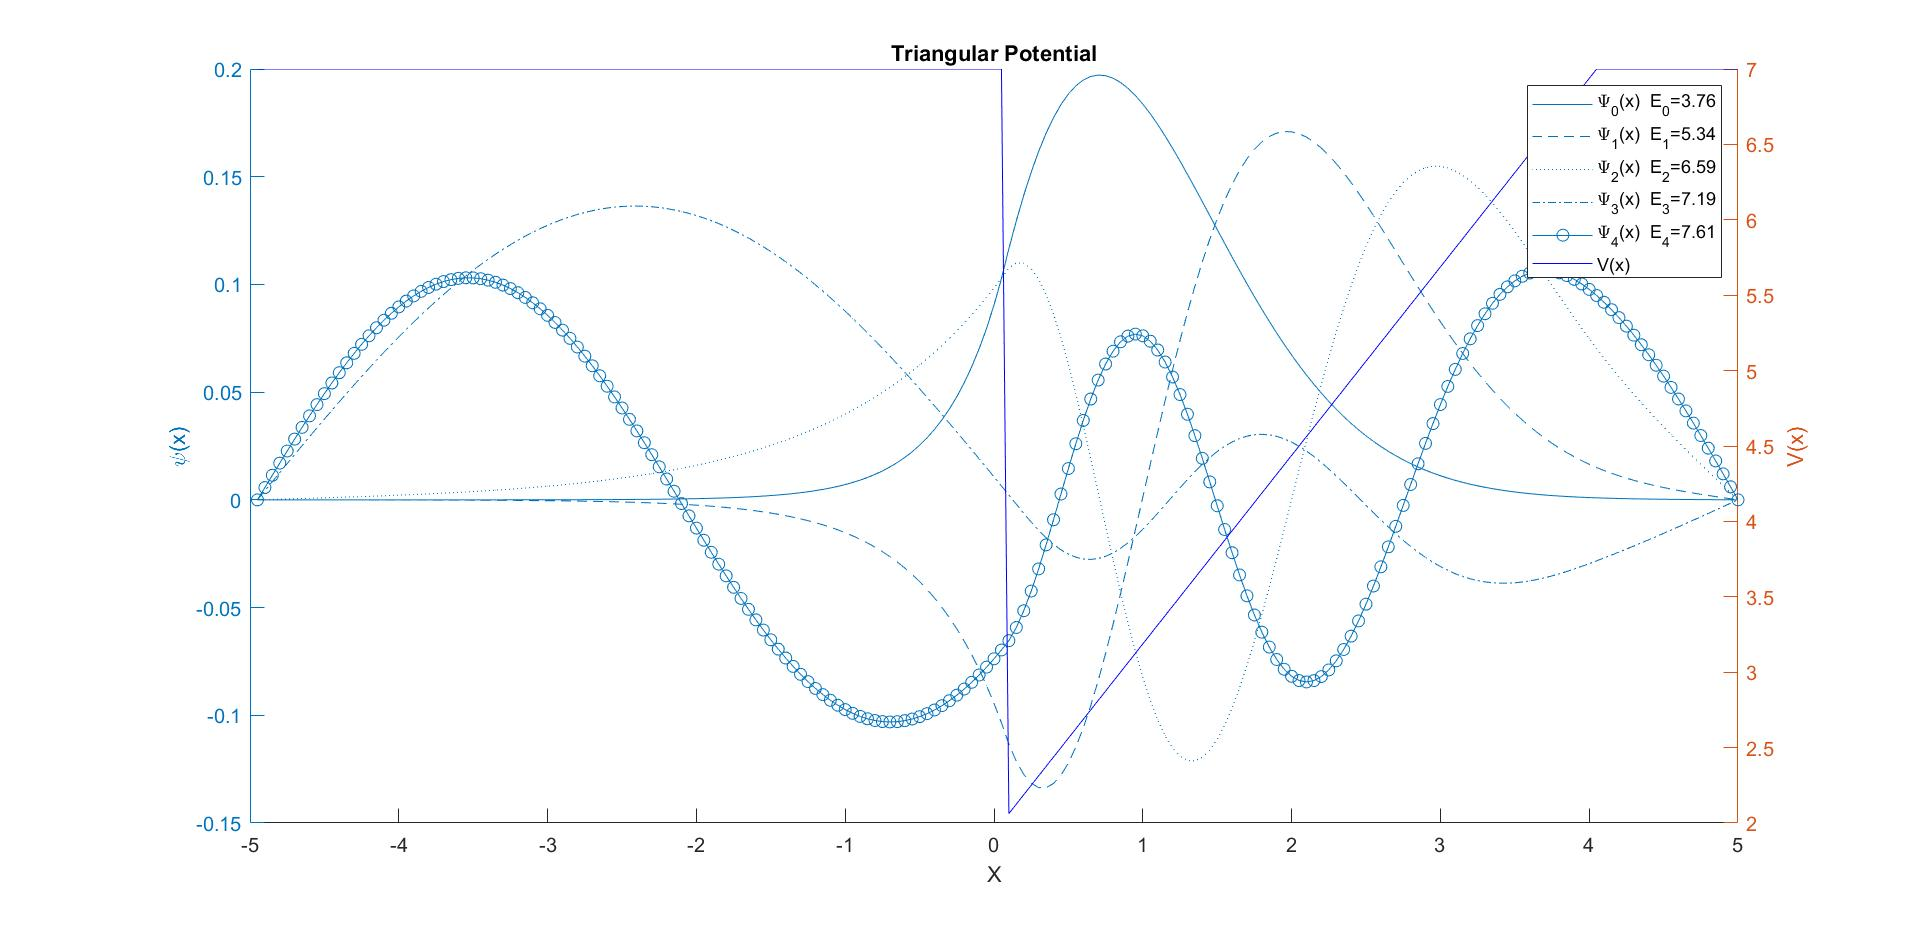 Triangular Potential
0.2
0.15
0.1
0.05
0
-0.05
-0.1
-0.15
ψ(x)
7
6.5
6
5.5
5
4.5
4
3.5
3
2.5
2
V(x)
Ψ0(x) E0=3.76
Ψ1(x) E1=5.34
Ψ2(x) E2=6.59
Ψ3(x) E3=7.19
Ψ4(x) E4=7.61
V(x)
-5 -4 -3 -2 -1 0 1 2 3 4 5
X